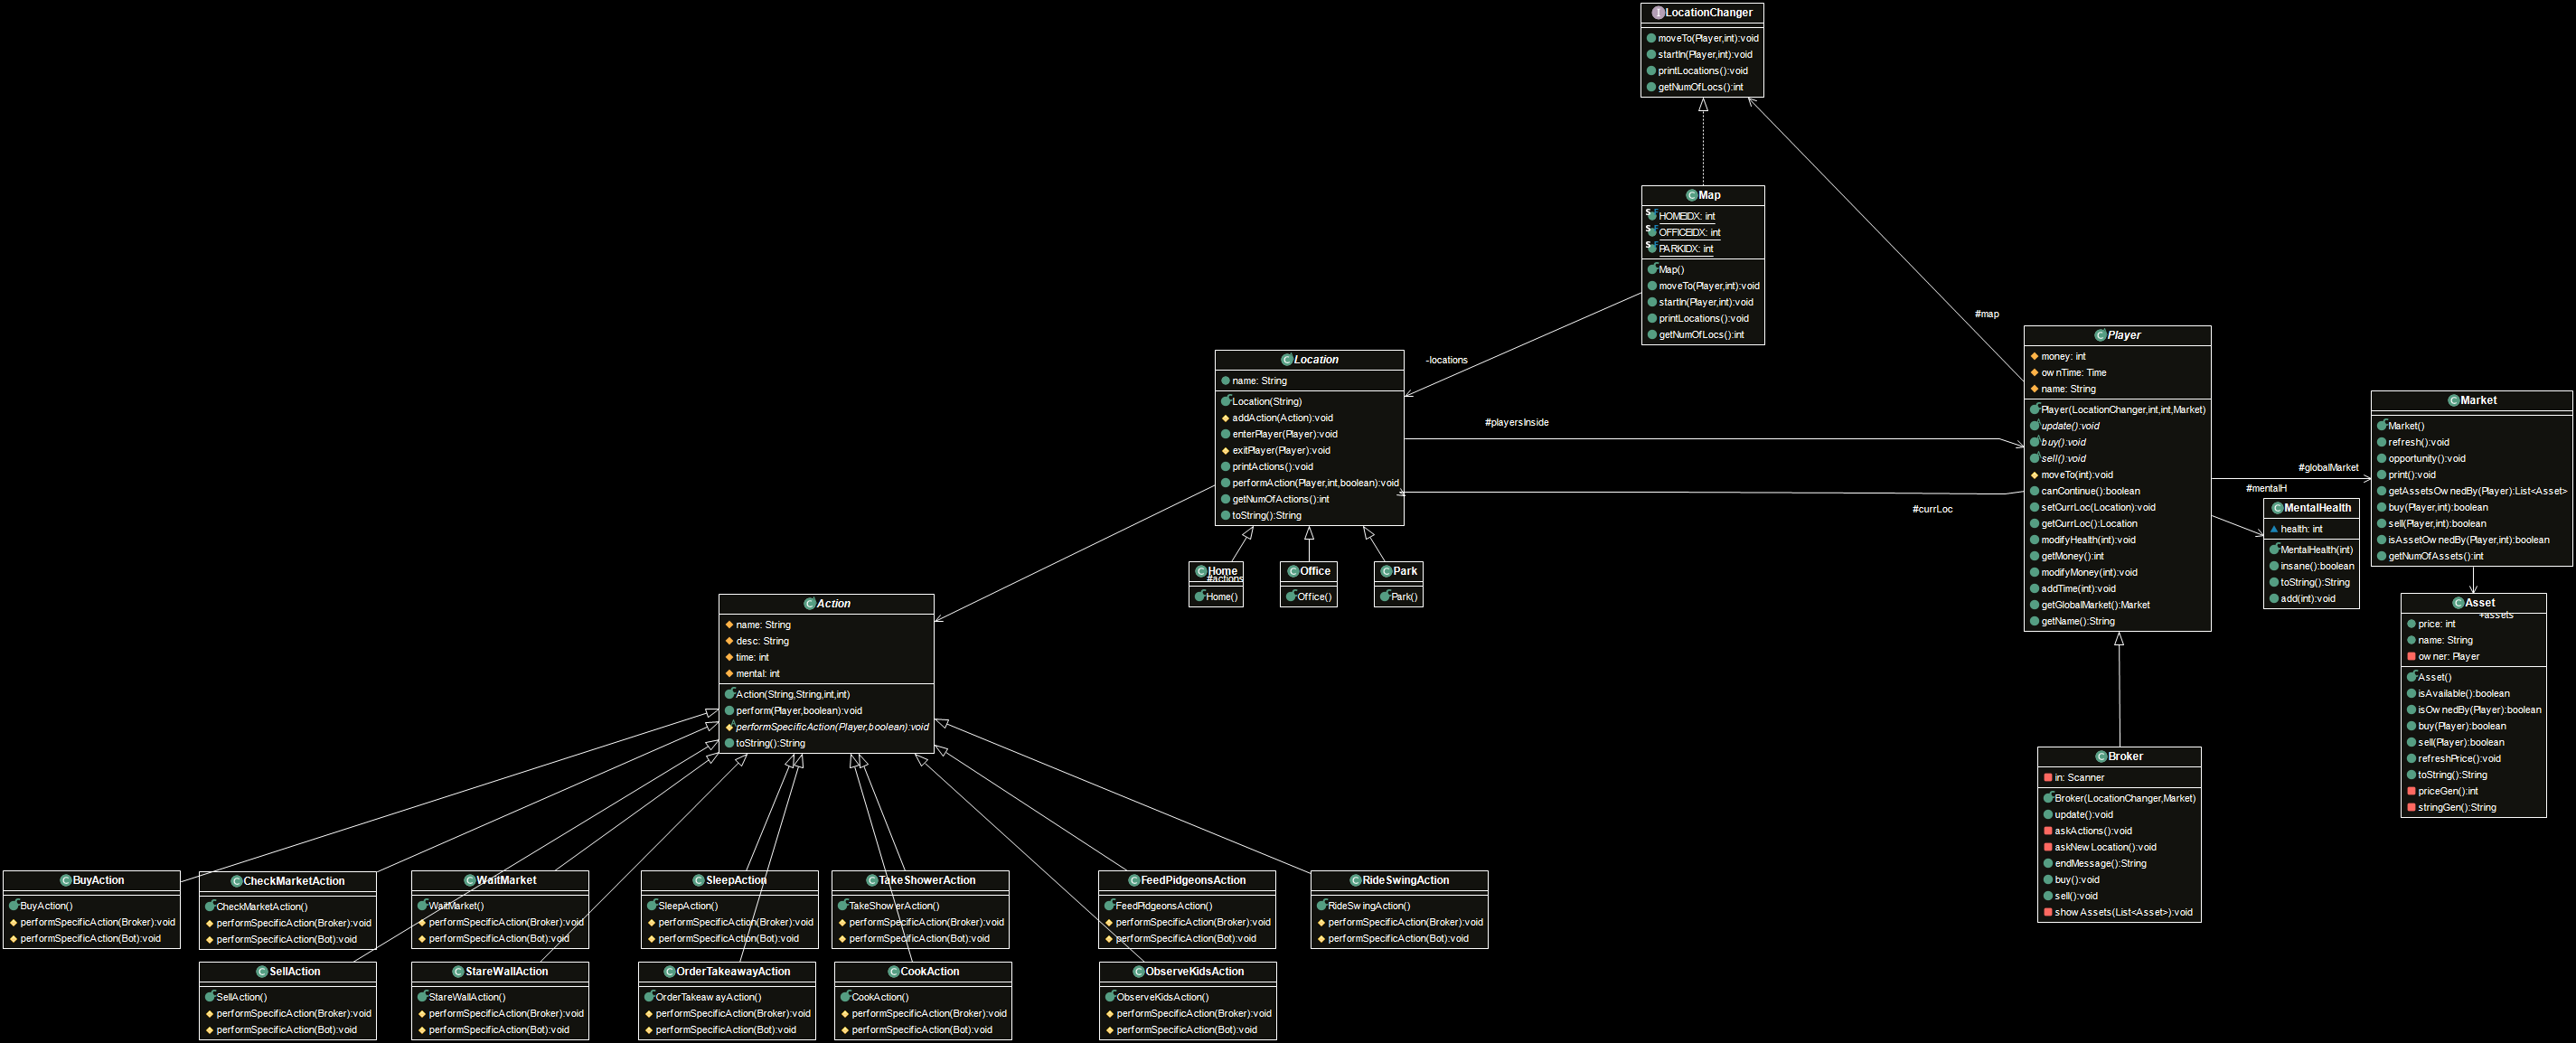 LocationChanger
moveTo(Player,int):void
startIn(Player,int):void
printLocations():void
getNumOfLocs():int
Map
HOMEIDX: int
OFFICEIDX: int
PARKIDX: int
Map()
moveTo(Player,int):void
startIn(Player,int):void
printLocations():void
getNumOfLocs():int
#map
-locations
Location
name: String
Location(String)
addAction(Action):void
enterPlayer(Player):void
exitPlayer(Player):void
printActions():void
performAction(Player,int,boolean):void
getNumOfActions():int
toString():String
#playersInside
#currLoc
Player
money: int
ownTime: Time
name: String
Player(LocationChanger,int,int,Market)
update():void
buy():void
sell():void
moveTo(int):void
canContinue():boolean
setCurrLoc(Location):void
getCurrLoc():Location
modifyHealth(int):void
getMoney():int
modifyMoney(int):void
addTime(int):void
getGlobalMarket():Market
getName():String
#globalMarket
#mentalH
Market
Market()
refresh():void
opportunity():void
print():void
getAssetsOwnedBy(Player):List<Asset>
buy(Player,int):boolean
sell(Player,int):boolean
isAssetOwnedBy(Player,int):boolean
getNumOfAssets():int
MentalHealth
health: int
MentalHealth(int)
insane():boolean
toString():String
add(int):void
Asset
+assets
price: int
name: String
owner: Player
Asset()
isAvailable():boolean
isOwnedBy(Player):boolean
buy(Player):boolean
sell(Player):boolean
refreshPrice():void
toString():String
priceGen():int
stringGen():String
Home
#actions
Home()
Office
Office()
Park
Park()
Action
name: String
desc: String
time: int
mental: int
Action(String,String,int,int)
perform(Player,boolean):void
performSpecificAction(Player,boolean):void
toString():String
Broker
in: Scanner
Broker(LocationChanger,Market)
update():void
askActions():void
askNewLocation():void
endMessage():String
buy():void
sell():void
showAssets(List<Asset>):void
BuyAction
BuyAction()
performSpecificAction(Broker):void
performSpecificAction(Bot):void
CheckMarketAction
CheckMarketAction()
performSpecificAction(Broker):void
performSpecificAction(Bot):void
WaitMarket
WaitMarket()
performSpecificAction(Broker):void
performSpecificAction(Bot):void
SleepAction
SleepAction()
performSpecificAction(Broker):void
performSpecificAction(Bot):void
TakeShowerAction
TakeShowerAction()
performSpecificAction(Broker):void
performSpecificAction(Bot):void
FeedPidgeonsAction
FeedPidgeonsAction()
performSpecificAction(Broker):void
performSpecificAction(Bot):void
RideSwingAction
RideSwingAction()
performSpecificAction(Broker):void
performSpecificAction(Bot):void
SellAction
SellAction()
performSpecificAction(Broker):void
performSpecificAction(Bot):void
StareWallAction
StareWallAction()
performSpecificAction(Broker):void
performSpecificAction(Bot):void
OrderTakeawayAction
OrderTakeawayAction()
performSpecificAction(Broker):void
performSpecificAction(Bot):void
CookAction
CookAction()
performSpecificAction(Broker):void
performSpecificAction(Bot):void
ObserveKidsAction
ObserveKidsAction()
performSpecificAction(Broker):void
performSpecificAction(Bot):void